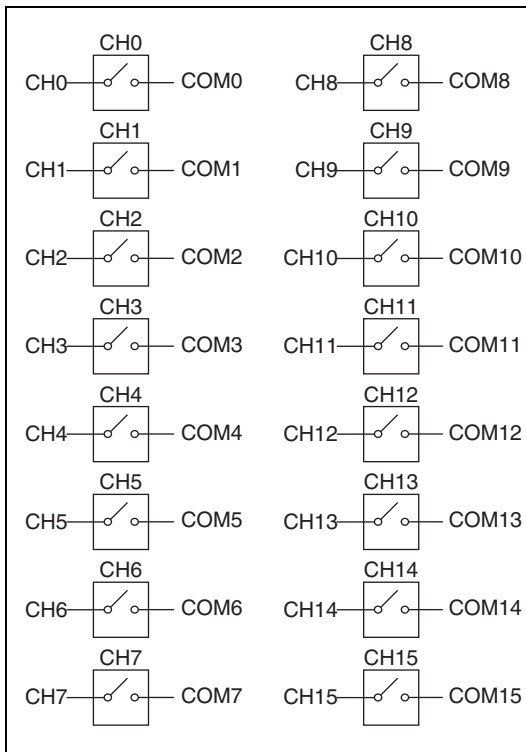 CH0
CH0 COM0
CH1
CH1 COM1
CH2
CH2 COM2
CH3
CH3 COM3
CH4
CH4 COM4
CH5
CH5 COM5
CH6
CH6 COM6
CH7
CH7 COM7
CH8
CH8 COM8
CH9
CH9 COM9
CH10
CH10 COM10
CH11
CH11 COM11
CH12
CH12 COM12
CH13
CH13 COM13
CH14
CH14 COM14
CH15
CH15 COM15